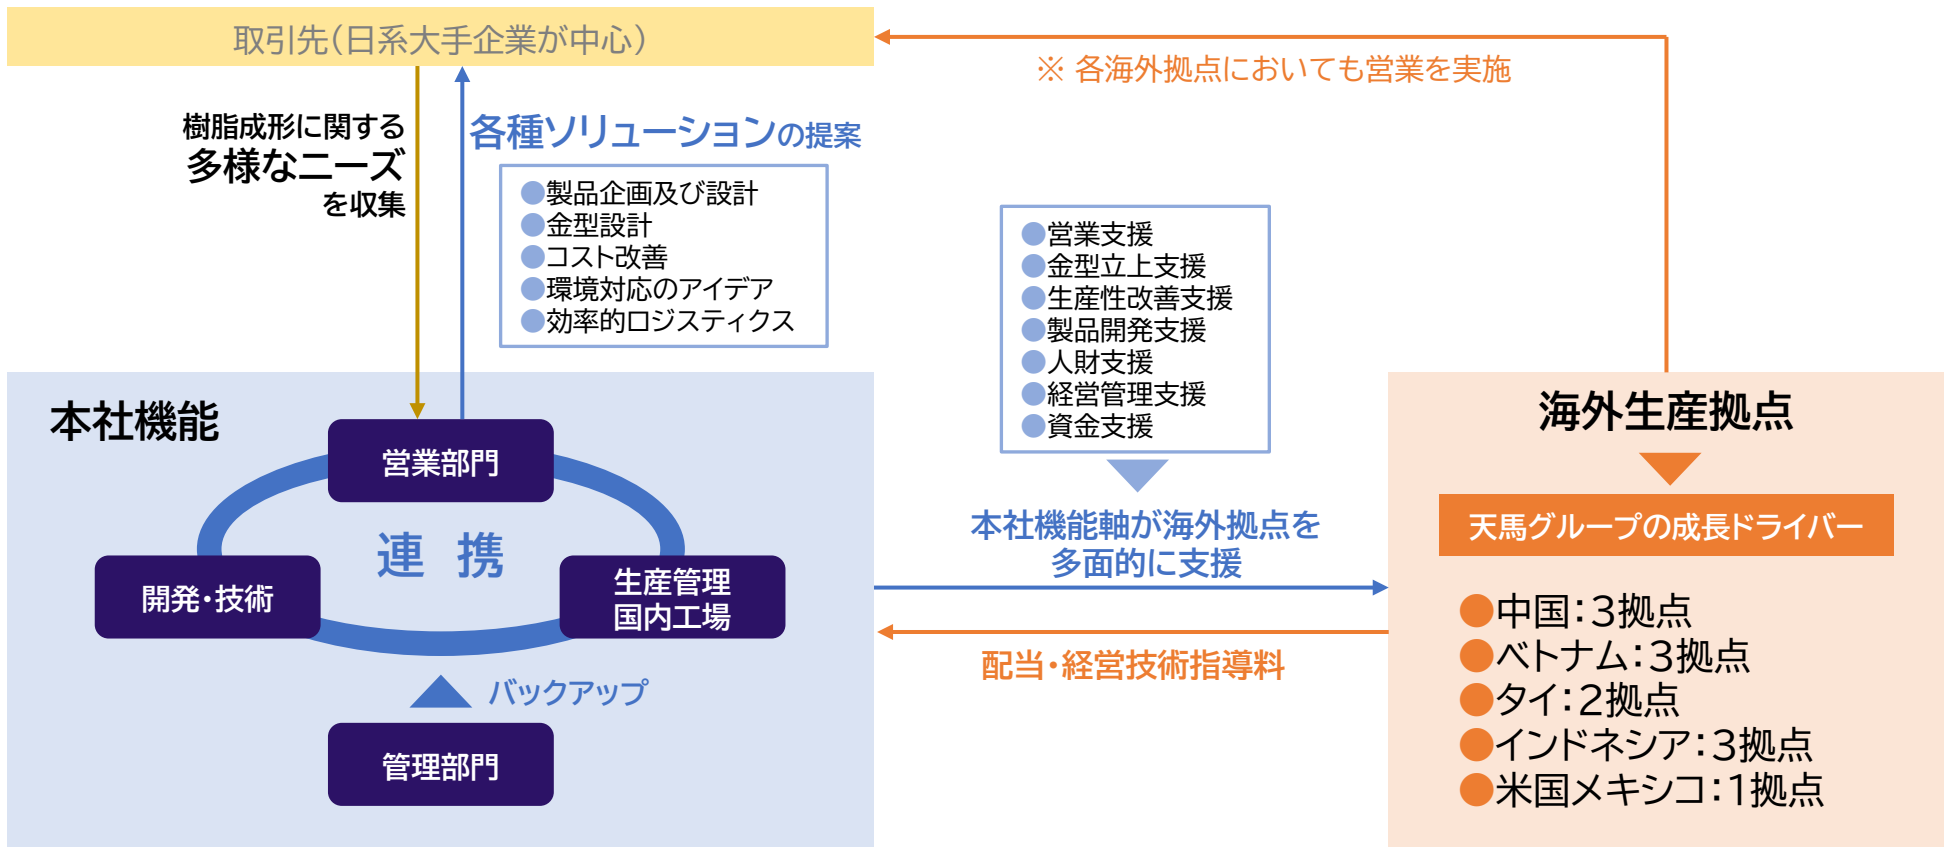 取引先（日系大手企業が中心）
※ 各海外拠点においても営業を実施
樹脂成形に関する
多様なニーズ
を収集
各種ソリューションの提案
●製品企画及び設計
●金型設計
●コスト改善
●環境対応のアイデア
●効率的ロジスティクス
●営業支援
●金型立上支援
●生産性改善支援
●製品開発支援
●人財支援
●経営管理支援
●資金支援
本社機能軸が海外拠点を
多面的に支援
配当・経営技術指導料
本社機能
営業部門
連 携
開発・技術
生産管理
国内工場
バックアップ
管理部門
海外生産拠点
天馬グループの成長ドライバー
●中国：3拠点
●ベトナム：3拠点
●タイ：2拠点
●インドネシア：3拠点
●米国メキシコ：1拠点